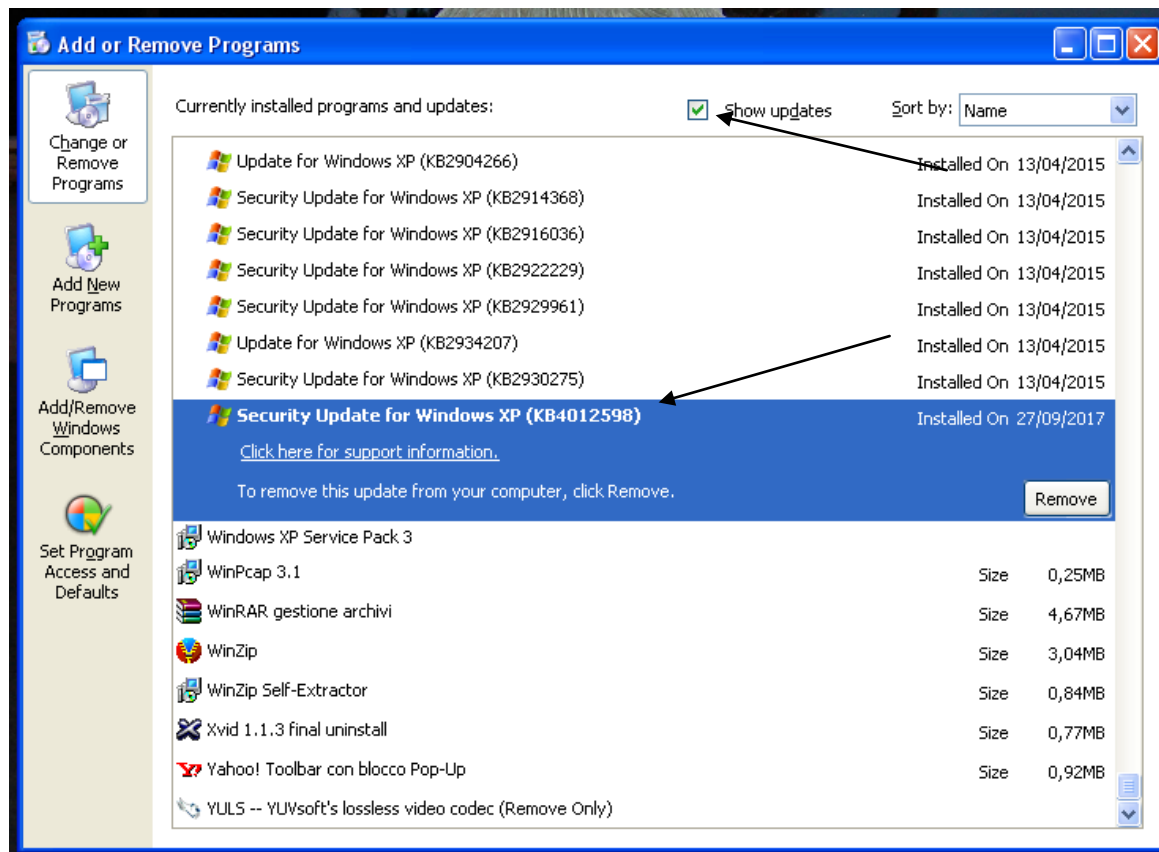 Add or Remove Programs
Change or
Remove
Programs
Add New
Programs
Add/Remove
Windows
Components
Set Program
Access and
Defaults
Currently installed programs and updates:
Show updates
Sort by: Name
Update for Windows XP (KB2904266) Installed On 13/04/2015
Security Update for Windows XP (KB2914368) Installed On 13/04/2015
Security Update for Windows XP (KB2916036) Installed On 13/04/2015
Security Update for Windows XP (KB2922229) Installed On 13/04/2015
Security Update for Windows XP (KB2929961) Installed On 13/04/2015
Update for Windows XP (KB2934207) Installed On 13/04/2015
Security Update for Windows XP (KB2930275) Installed On 13/04/2015
Security Update for Windows XP (KB4012598) Installed On 27/09/2017
Click here for support information.
To remove this update from your computer, click Remove.
Remove
Windows XP Service Pack 3
WinPcap 3.1 Size 0,25MB
WinRAR gestione archivi Size 4,67MB
WinZip Size 3,04MB
WinZip Self-Extractor Size 0,84MB
Xvid 1.1.3 final uninstall Size 0,77MB
Yahoo! Toolbar con blocco Pop-Up Size 0,92MB
YULS -- YUVsoft's lossless video codec (Remove Only)